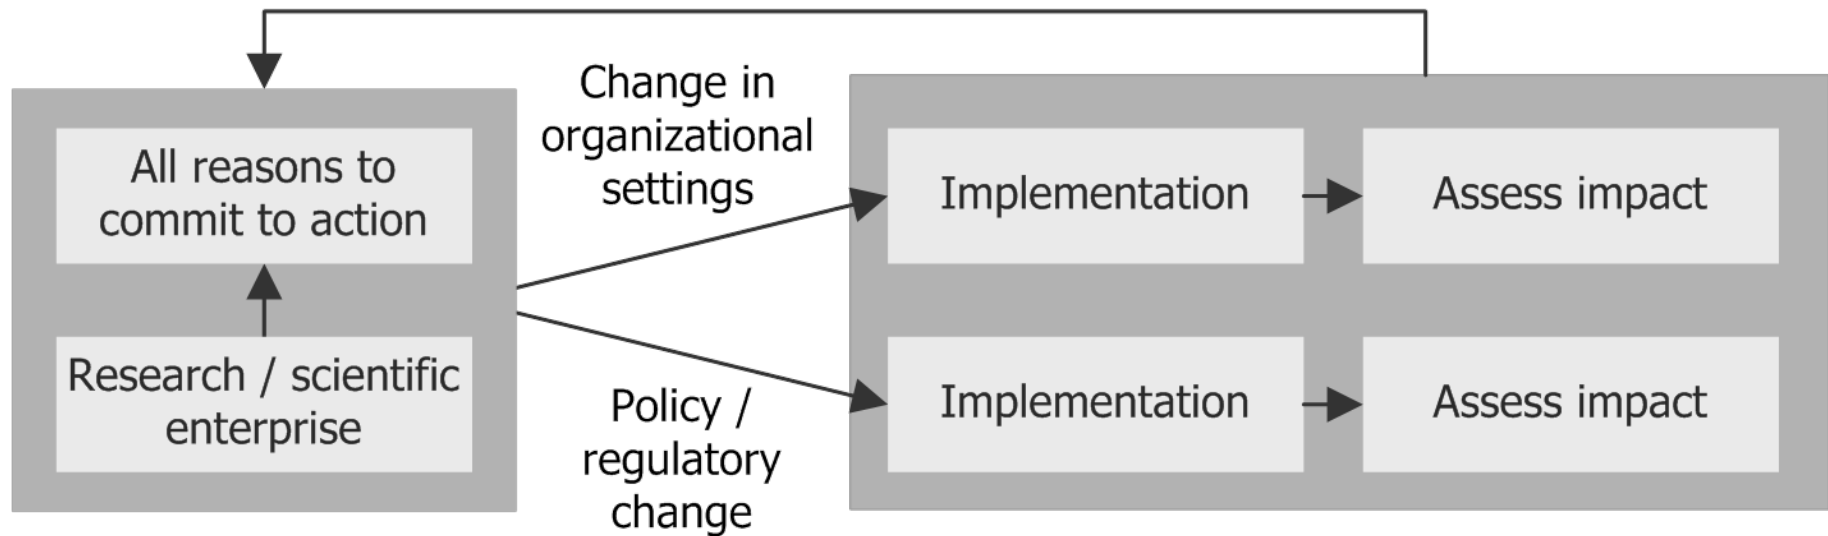 All reasons to
commit to action
Research / scientific
enterprise
Change in
organizational
settings
Policy /
regulatory
change
Implementation
Assess impact
Implementation
Assess impact